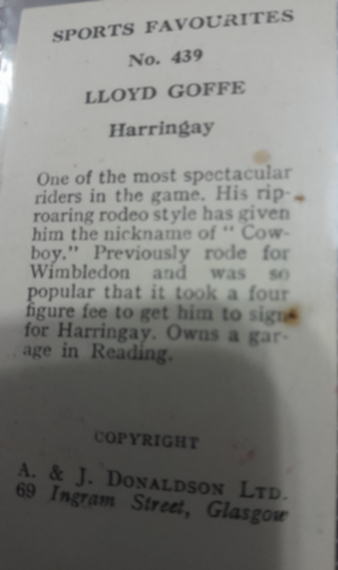 SPORTS FAVOURITES
No. 439
LLOYD GOFFE
Harringay
One of the most spectacular
riders in the game. His rip-
roaring rodeo style has given
him the nickname of " Cow-
boy." Previously rode for
Wimbledon and was so
popular that it took a four
figure fee to get him to sign
for Harringay. Owns a gar-
age in Reading.
COPYRIGHT
A. & J. DONALDSON LTD.
69 Ingram Street, Glasgow